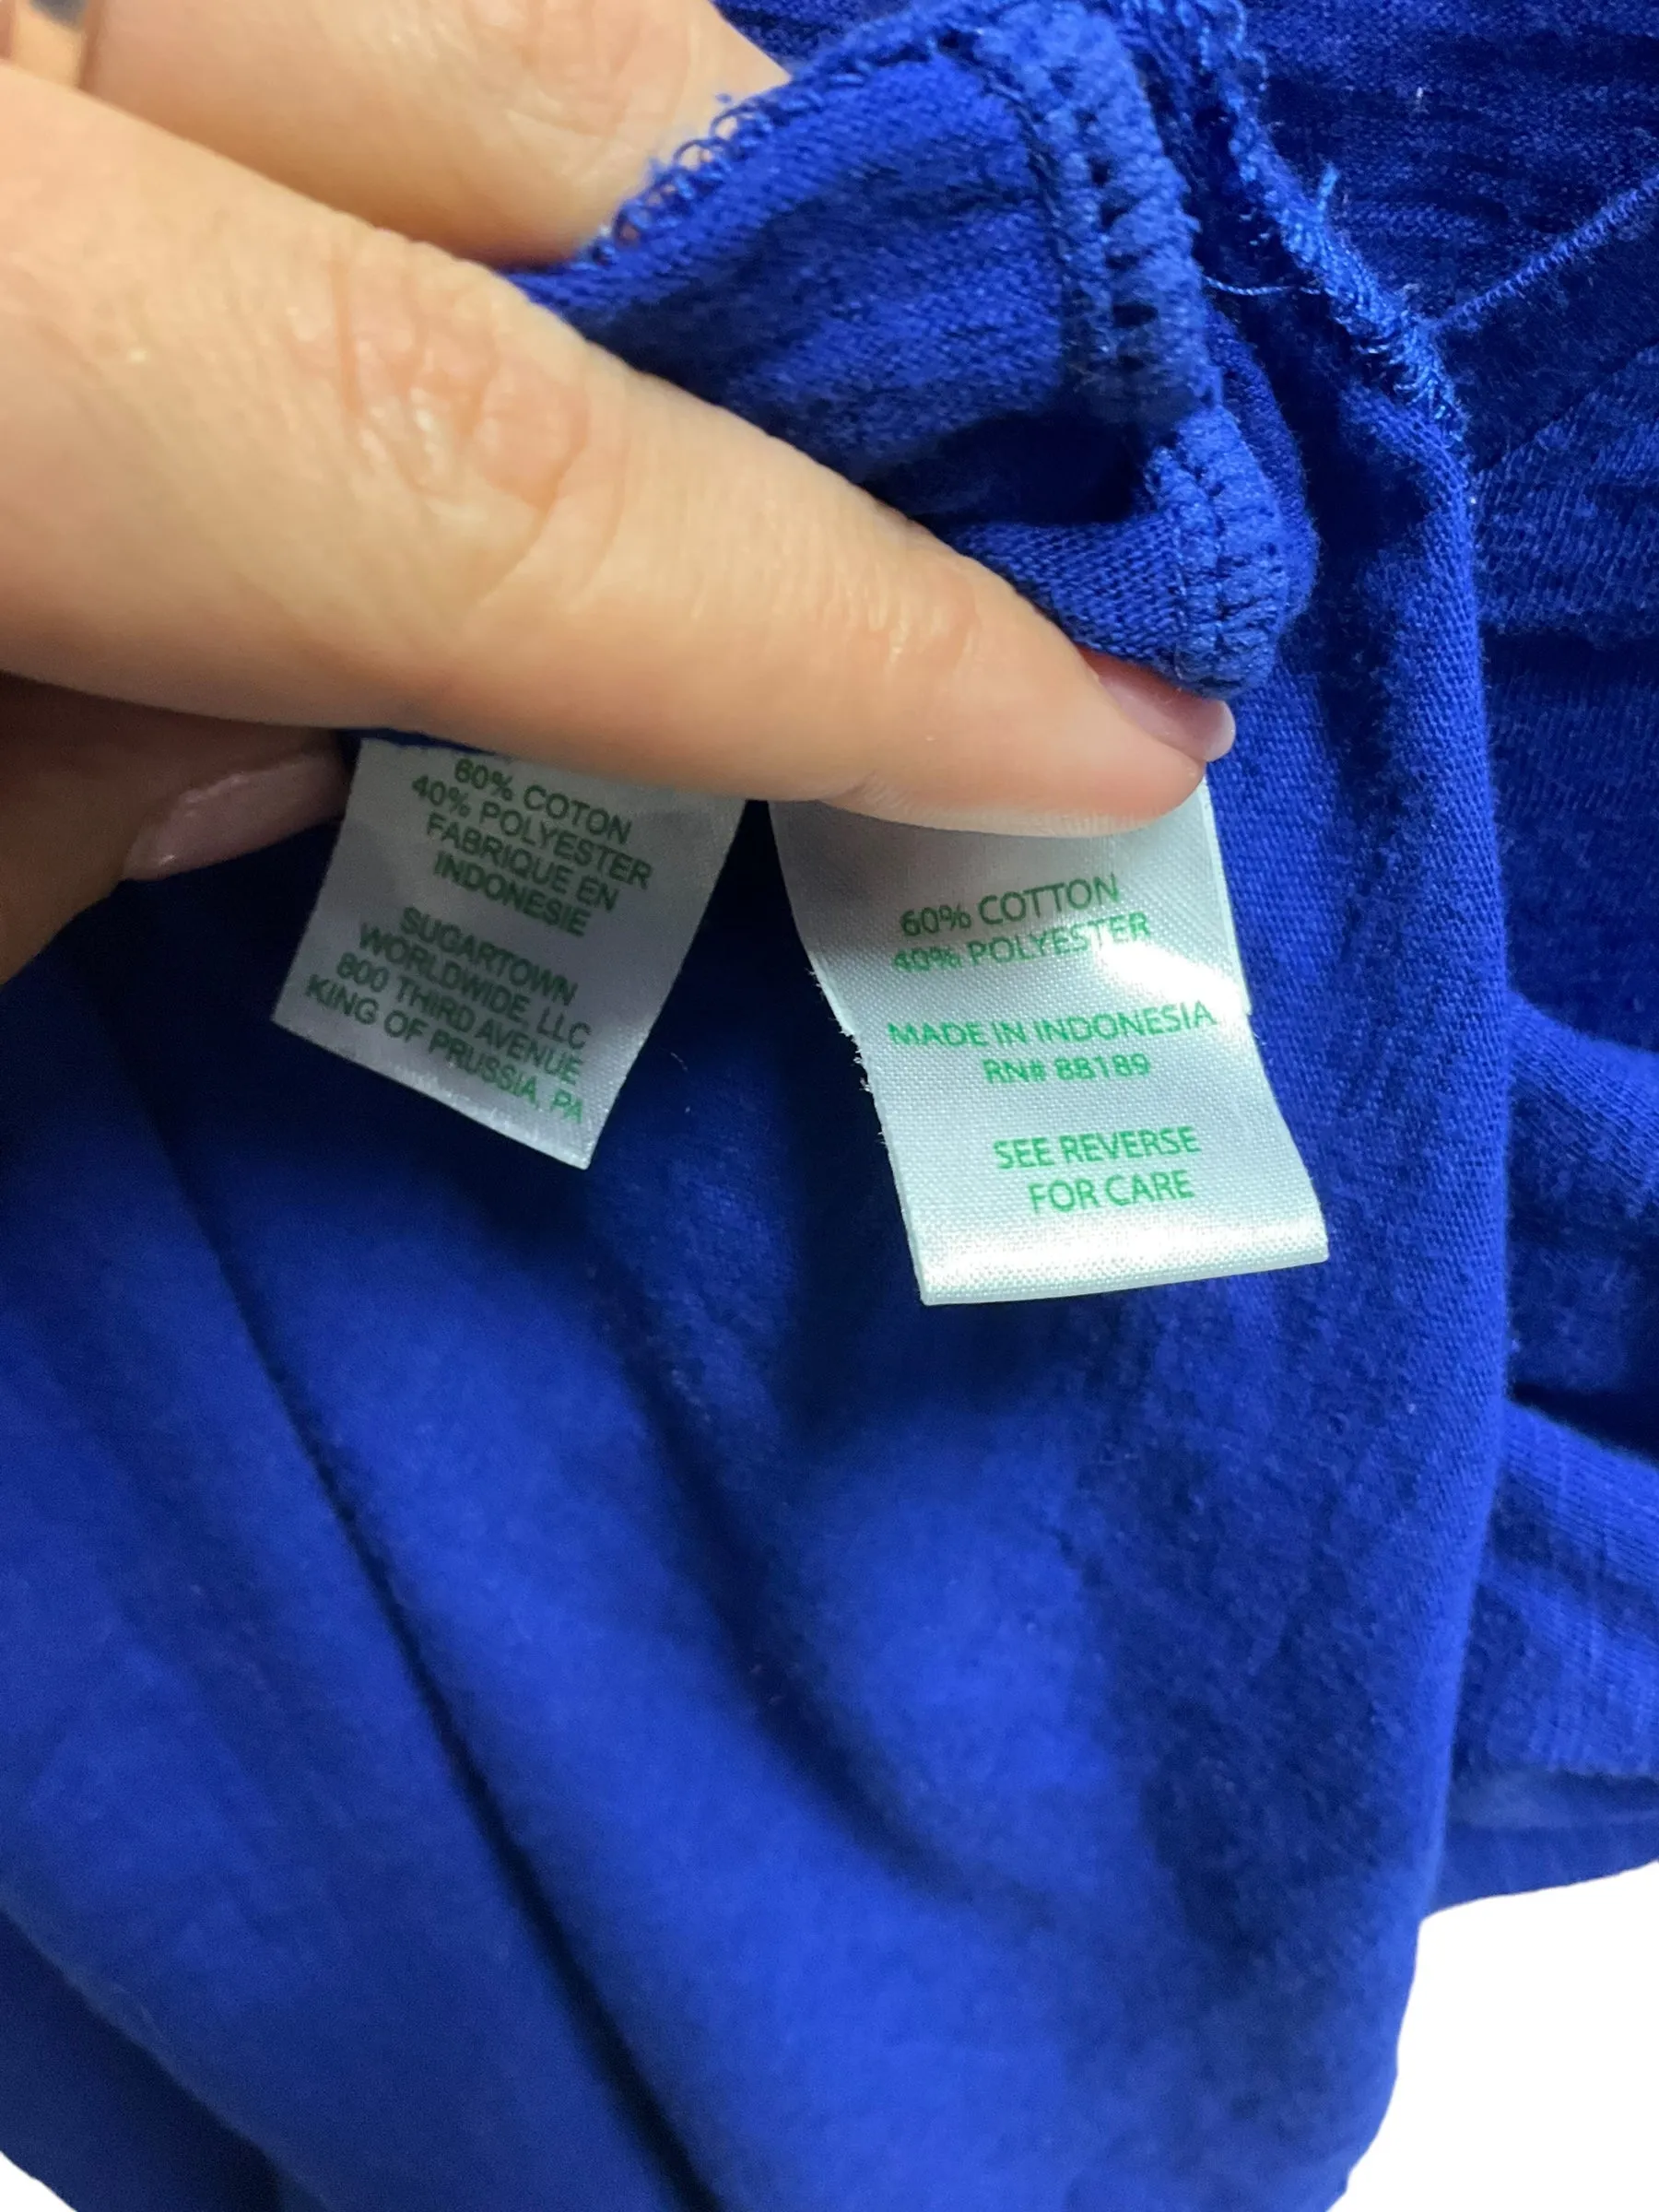 60% COTON
40% POLYESTER
FABRIQUE EN
INDONESIE
SUGARTOWN
WORLDWIDE, LLC
800 THIRD AVENUE
KING OF PRUSSIA, PA
60% COTTON
40% POLYESTER
MADE IN INDONESIA
RN# 88189
SEE REVERSE
FOR CARE